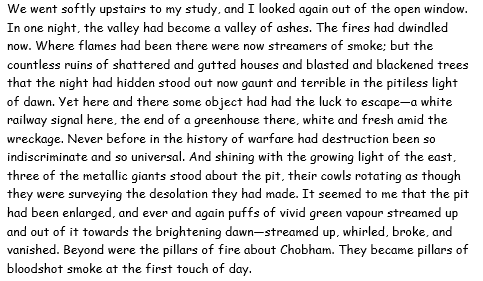 We went softly upstairs to my study, and I looked again out of the open window.
In one night, the valley had become a valley of ashes. The fires had dwindled
now. Where flames had been there were now streamers of smoke; but the
countless ruins of shattered and gutted houses and blasted and blackened trees
that the night had hidden stood out now gaunt and terrible in the pitiless light
of dawn. Yet here and there some object had had the luck to escape—a white
railway signal here, the end of a greenhouse there, white and fresh amid the
wreckage. Never before in the history of warfare had destruction been so
indiscriminate and so universal. And shining with the growing light of the east,
three of the metallic giants stood about the pit, their cowls rotating as though
they were surveying the desolation they had made. It seemed to me that the pit
had been enlarged, and ever and again puffs of vivid green vapour streamed up
and out of it towards the brightening dawn—streamed up, whirled, broke, and
vanished. Beyond were the pillars of fire about Chobham. They became pillars of
bloodshot smoke at the first touch of day.